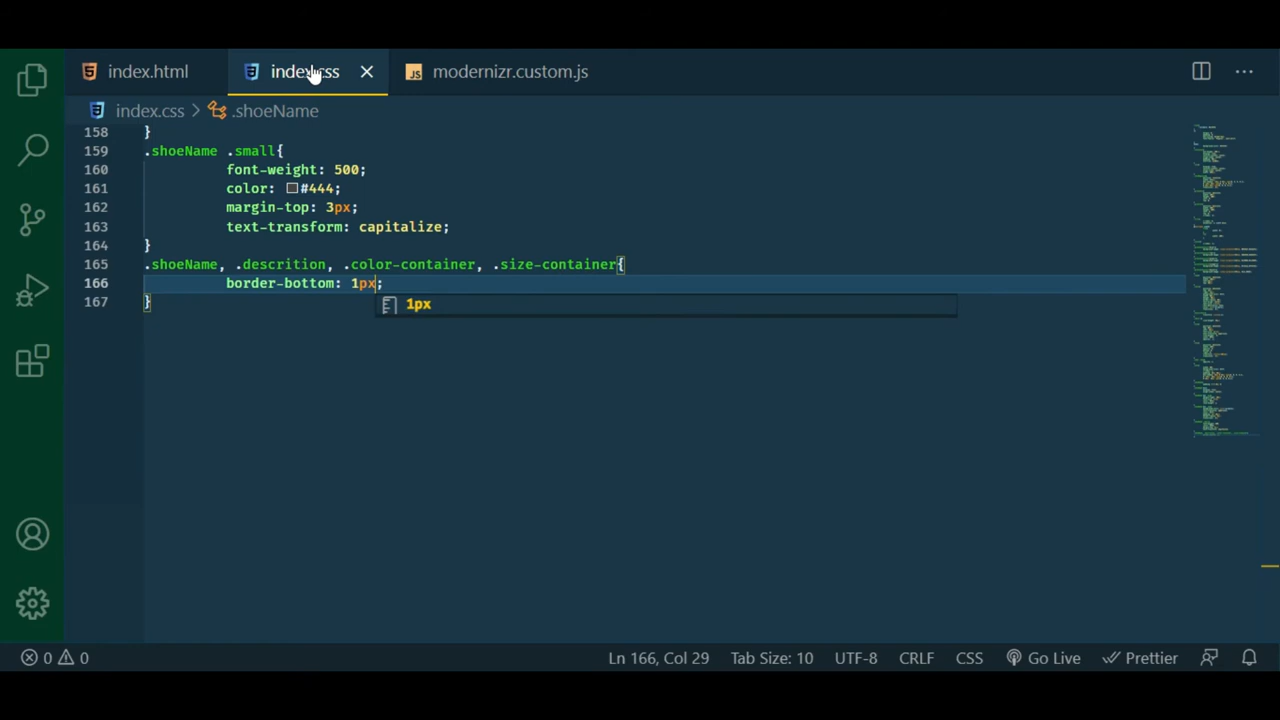 index.html index.css modernizr.custom.js
index.css .shoeName
158 }
159 .shoeName .small{
160 font-weight: 500;
161 color: #444;
162 margin-top: 3px;
163 text-transform: capitalize;
164 }
165 .shoeName, .descrition, .color-container, .size-container{
166 border-bottom: 1px;
1px
167 }
0 0 Ln 166, Col 29 Tab Size: 10 UTF-8 CRLF CSS Go Live Prettier